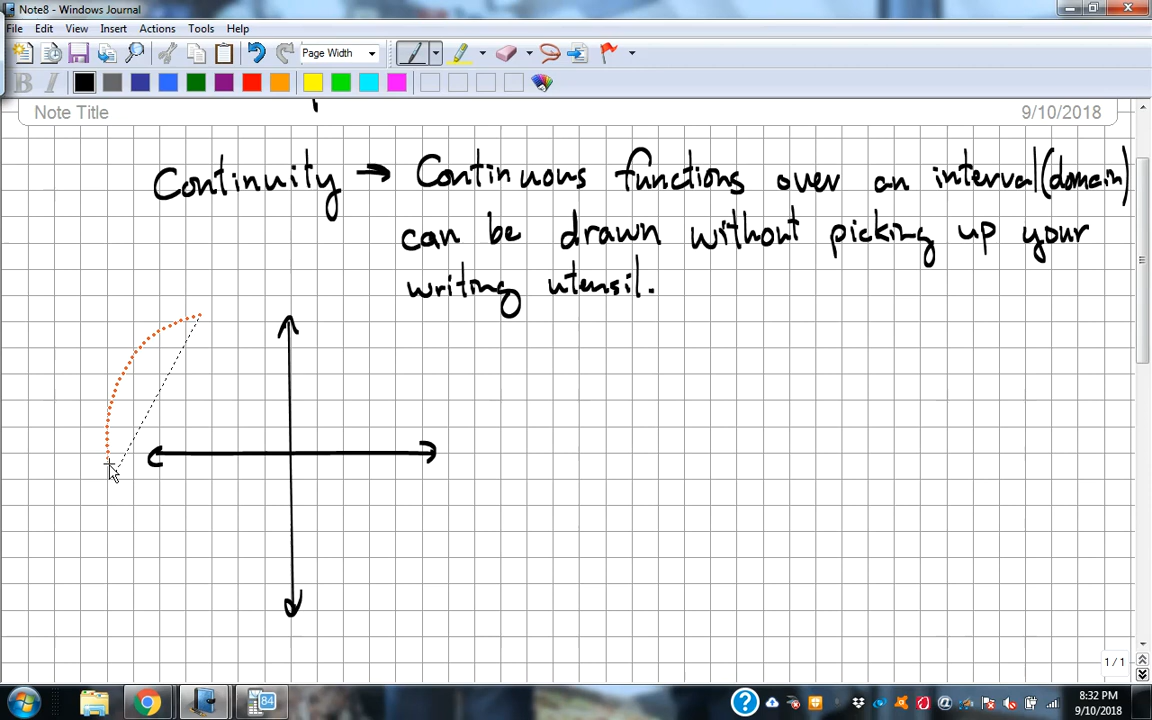 Note8 - Windows Journal
File Edit View Insert Actions Tools Help
Page Width
B I
Note Title 9/10/2018
Continuity → Continuous functions over an interval (domain)
can be drawn without picking up your
writing utensil.
1 / 1
84
8:32 PM
9/10/2018